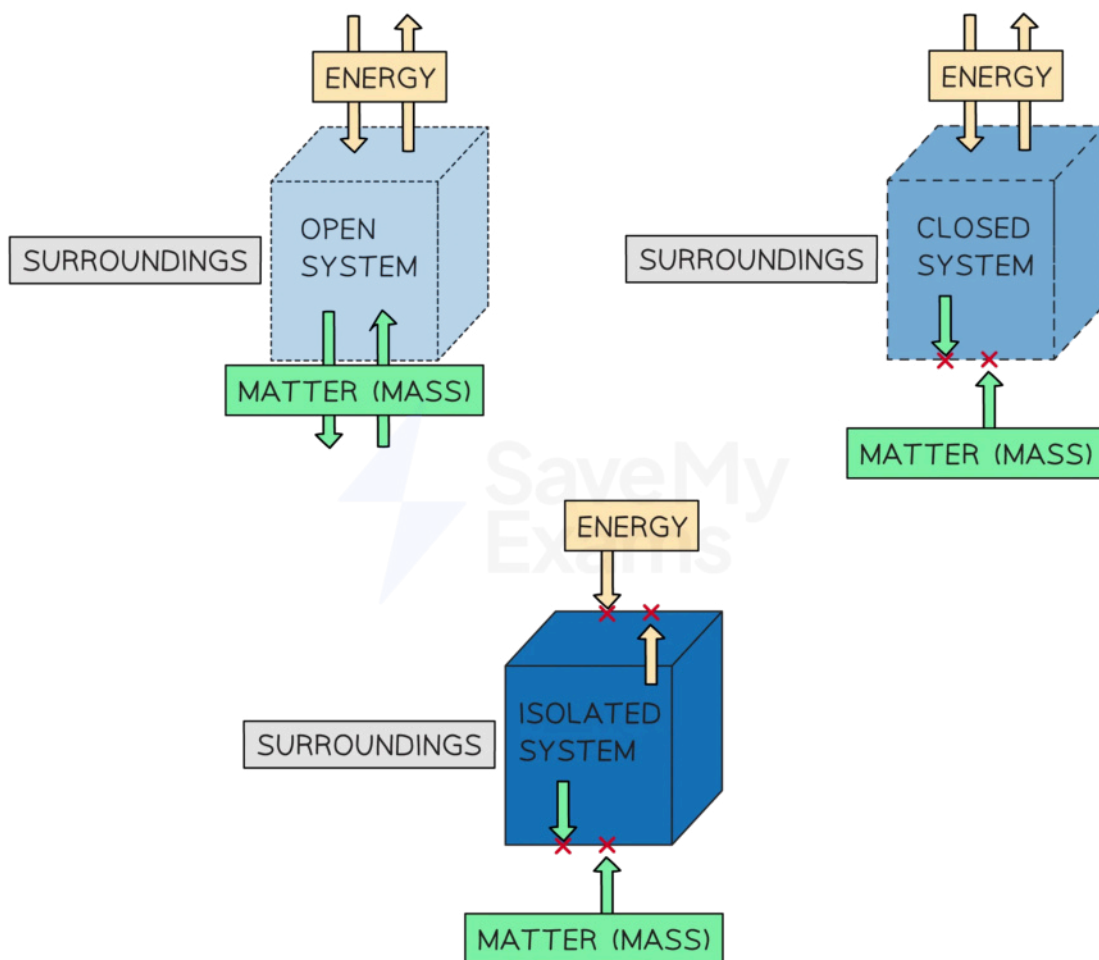 ENERGY
OPEN
SYSTEM
SURROUNDINGS
MATTER (MASS)
ENERGY
CLOSED
SYSTEM
SURROUNDINGS
MATTER (MASS)
SaveMy
Exams
ENERGY
ISOLATED
SYSTEM
SURROUNDINGS
MATTER (MASS)